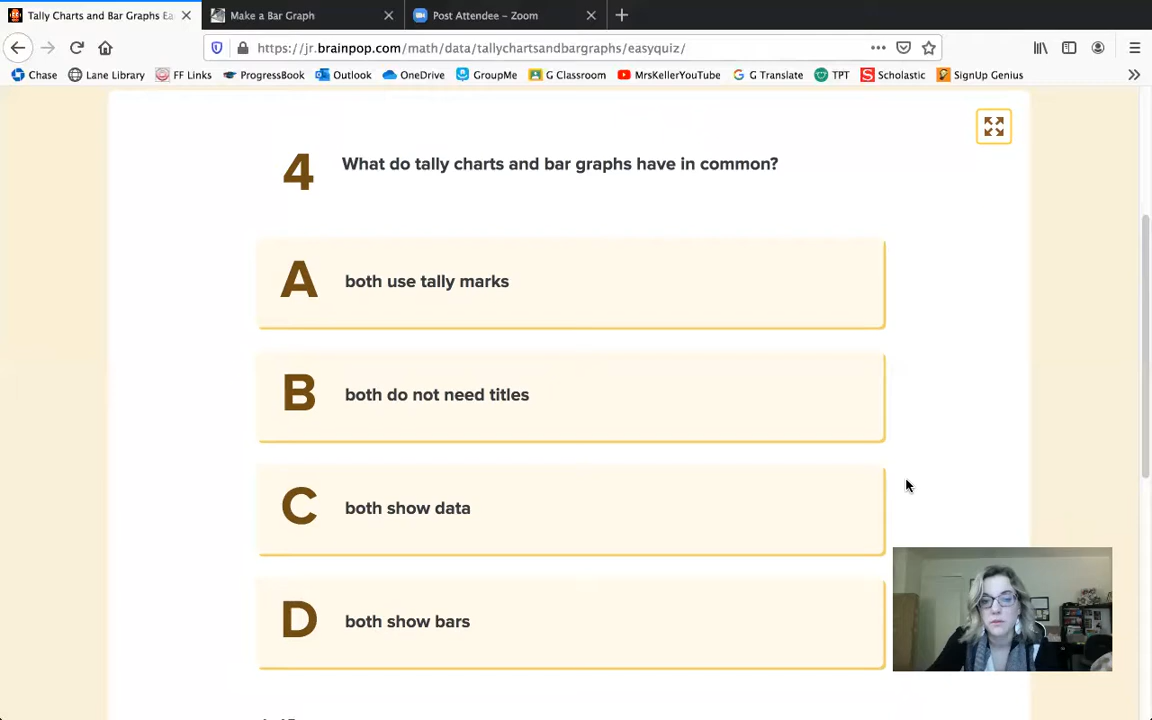 Tally Charts and Bar Graphs Ea
Make a Bar Graph
Post Attendee – Zoom
https://jr.brainpop.com/math/data/tallychartsandbargraphs/easyquiz/
Chase Lane Library FF Links ProgressBook Outlook OneDrive GroupMe G Classroom MrsKellerYouTube G Translate TPT Scholastic SignUp Genius
4 What do tally charts and bar graphs have in common?
A both use tally marks
B both do not need titles
C both show data
D both show bars